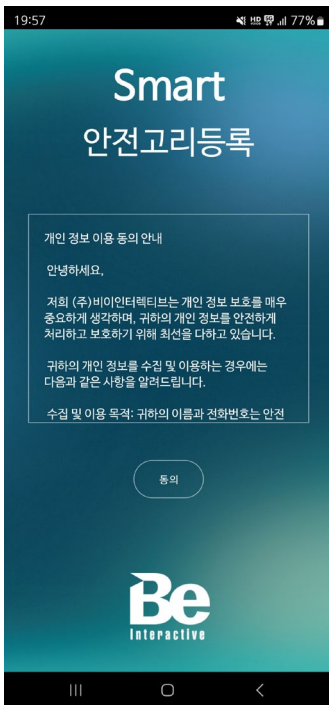 19:57
77%
Smart
안전고리등록
개인 정보 이용 동의 안내
안녕하세요,
저희 (주)비이인터렉티브는 개인 정보 보호를 매우
중요하게 생각하며, 귀하의 개인 정보를 안전하게
처리하고 보호하기 위해 최선을 다하고 있습니다.
귀하의 개인 정보를 수집 및 이용하는 경우에는
다음과 같은 사항을 알려드립니다.
수집 및 이용 목적: 귀하의 이름과 전화번호는 안전
동의
Be
Interactive